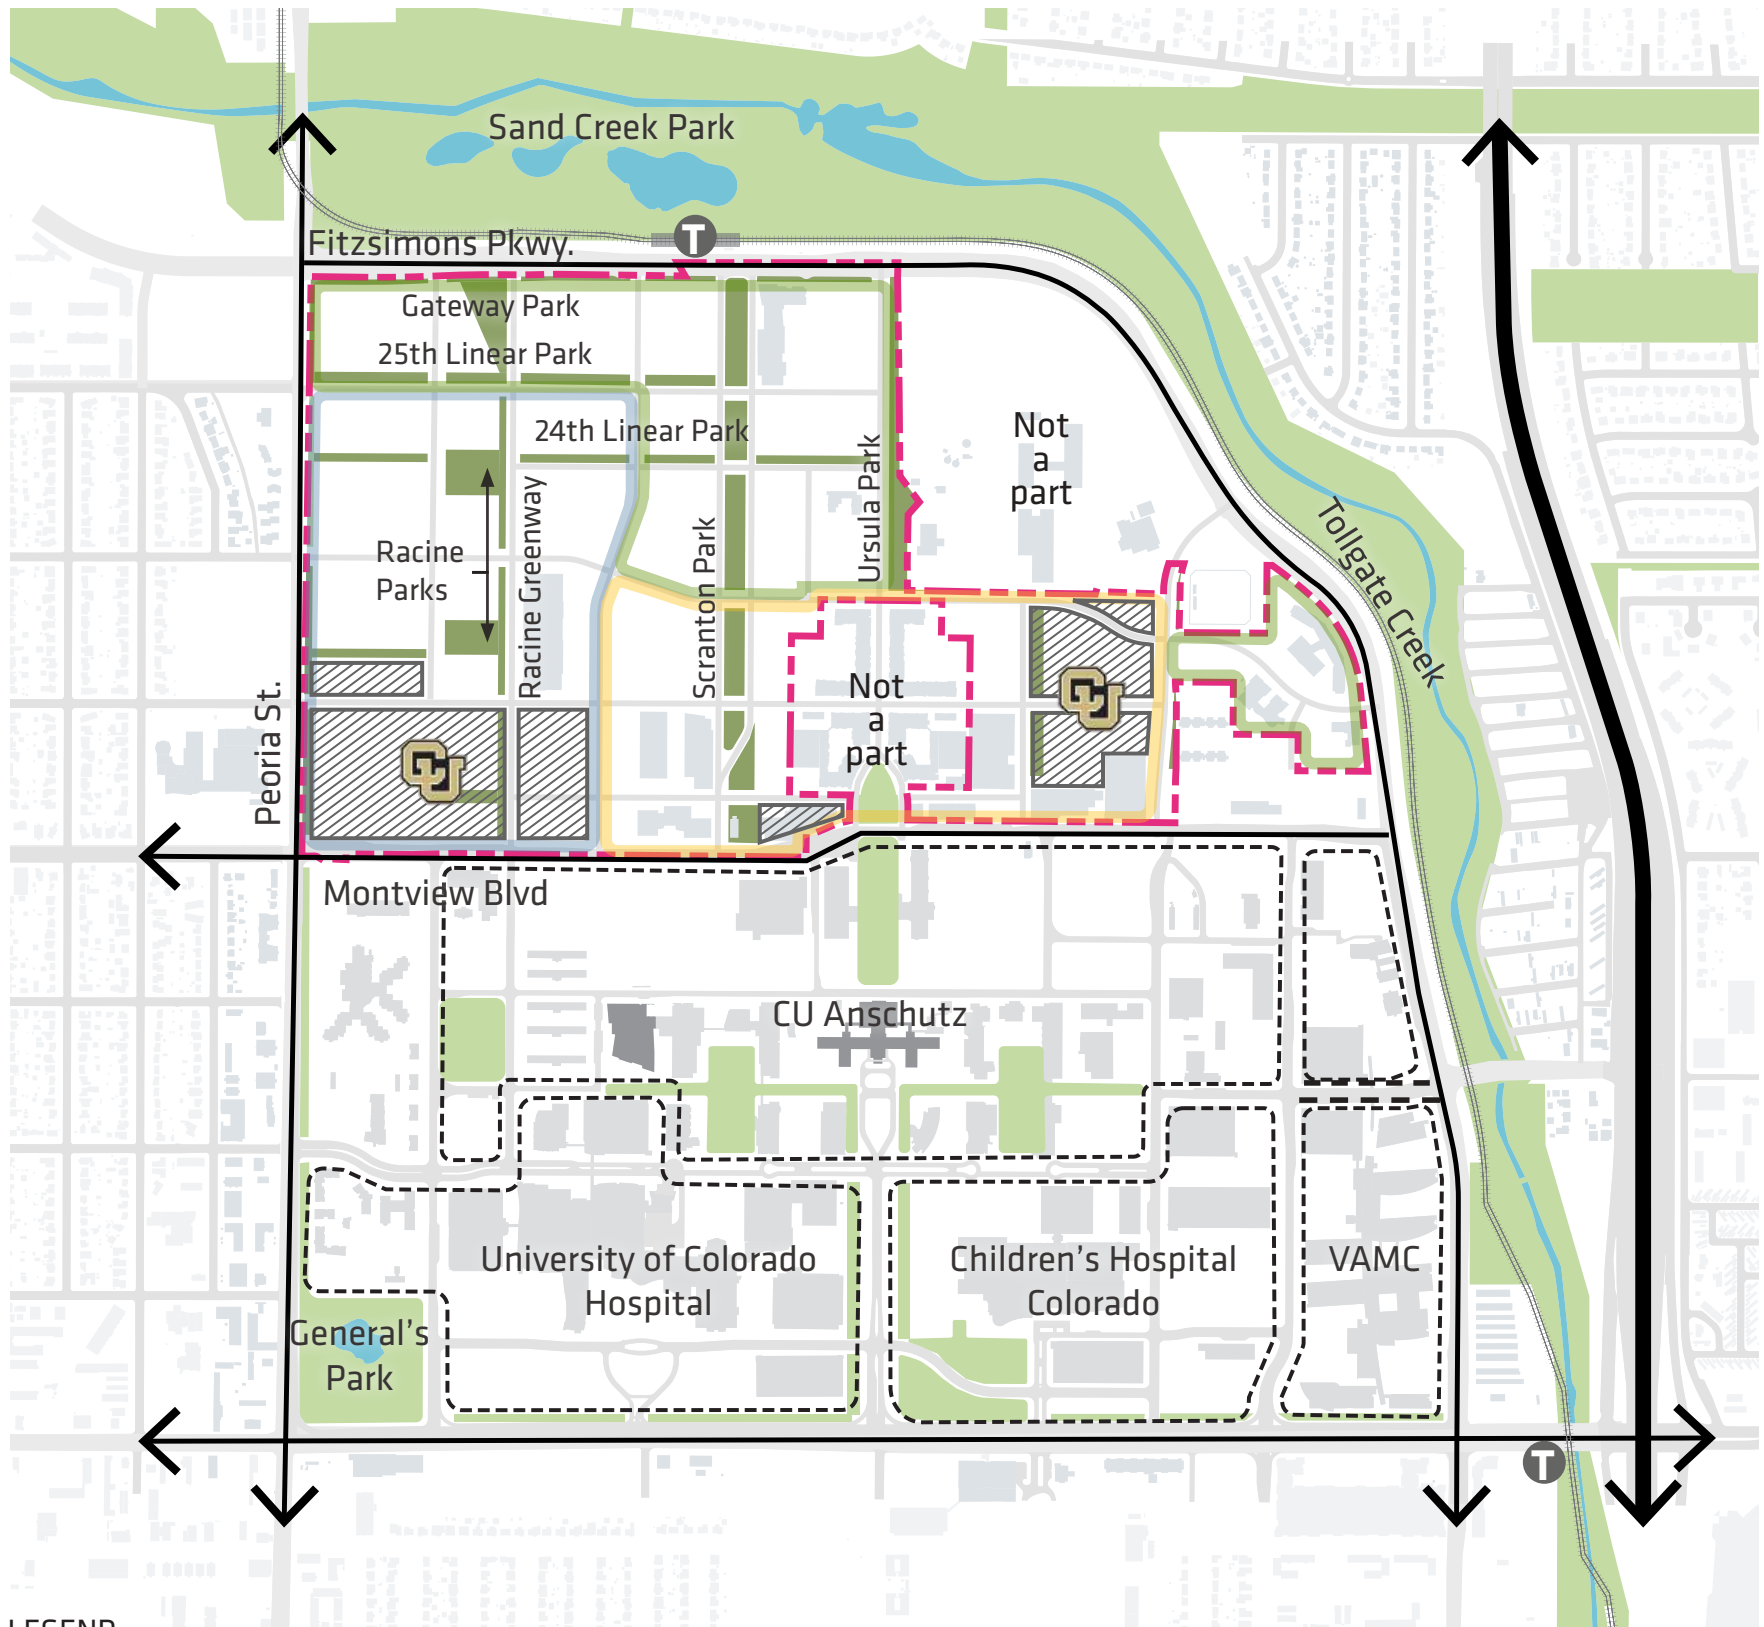 Sand Creek Park
T
Fitzsimons Pkwy.
Gateway Park
25th Linear Park
24th Linear Park
Not
a
part
Ursula Park
Racine Greenway
Scranton Park
Racine
Parks
Tollgate Creek
Peoria St.
CU
Not
a
part
CU
Montview Blvd
CU Anschutz
University of Colorado
Hospital
Children's Hospital
Colorado
VAMC
General's
Park
T